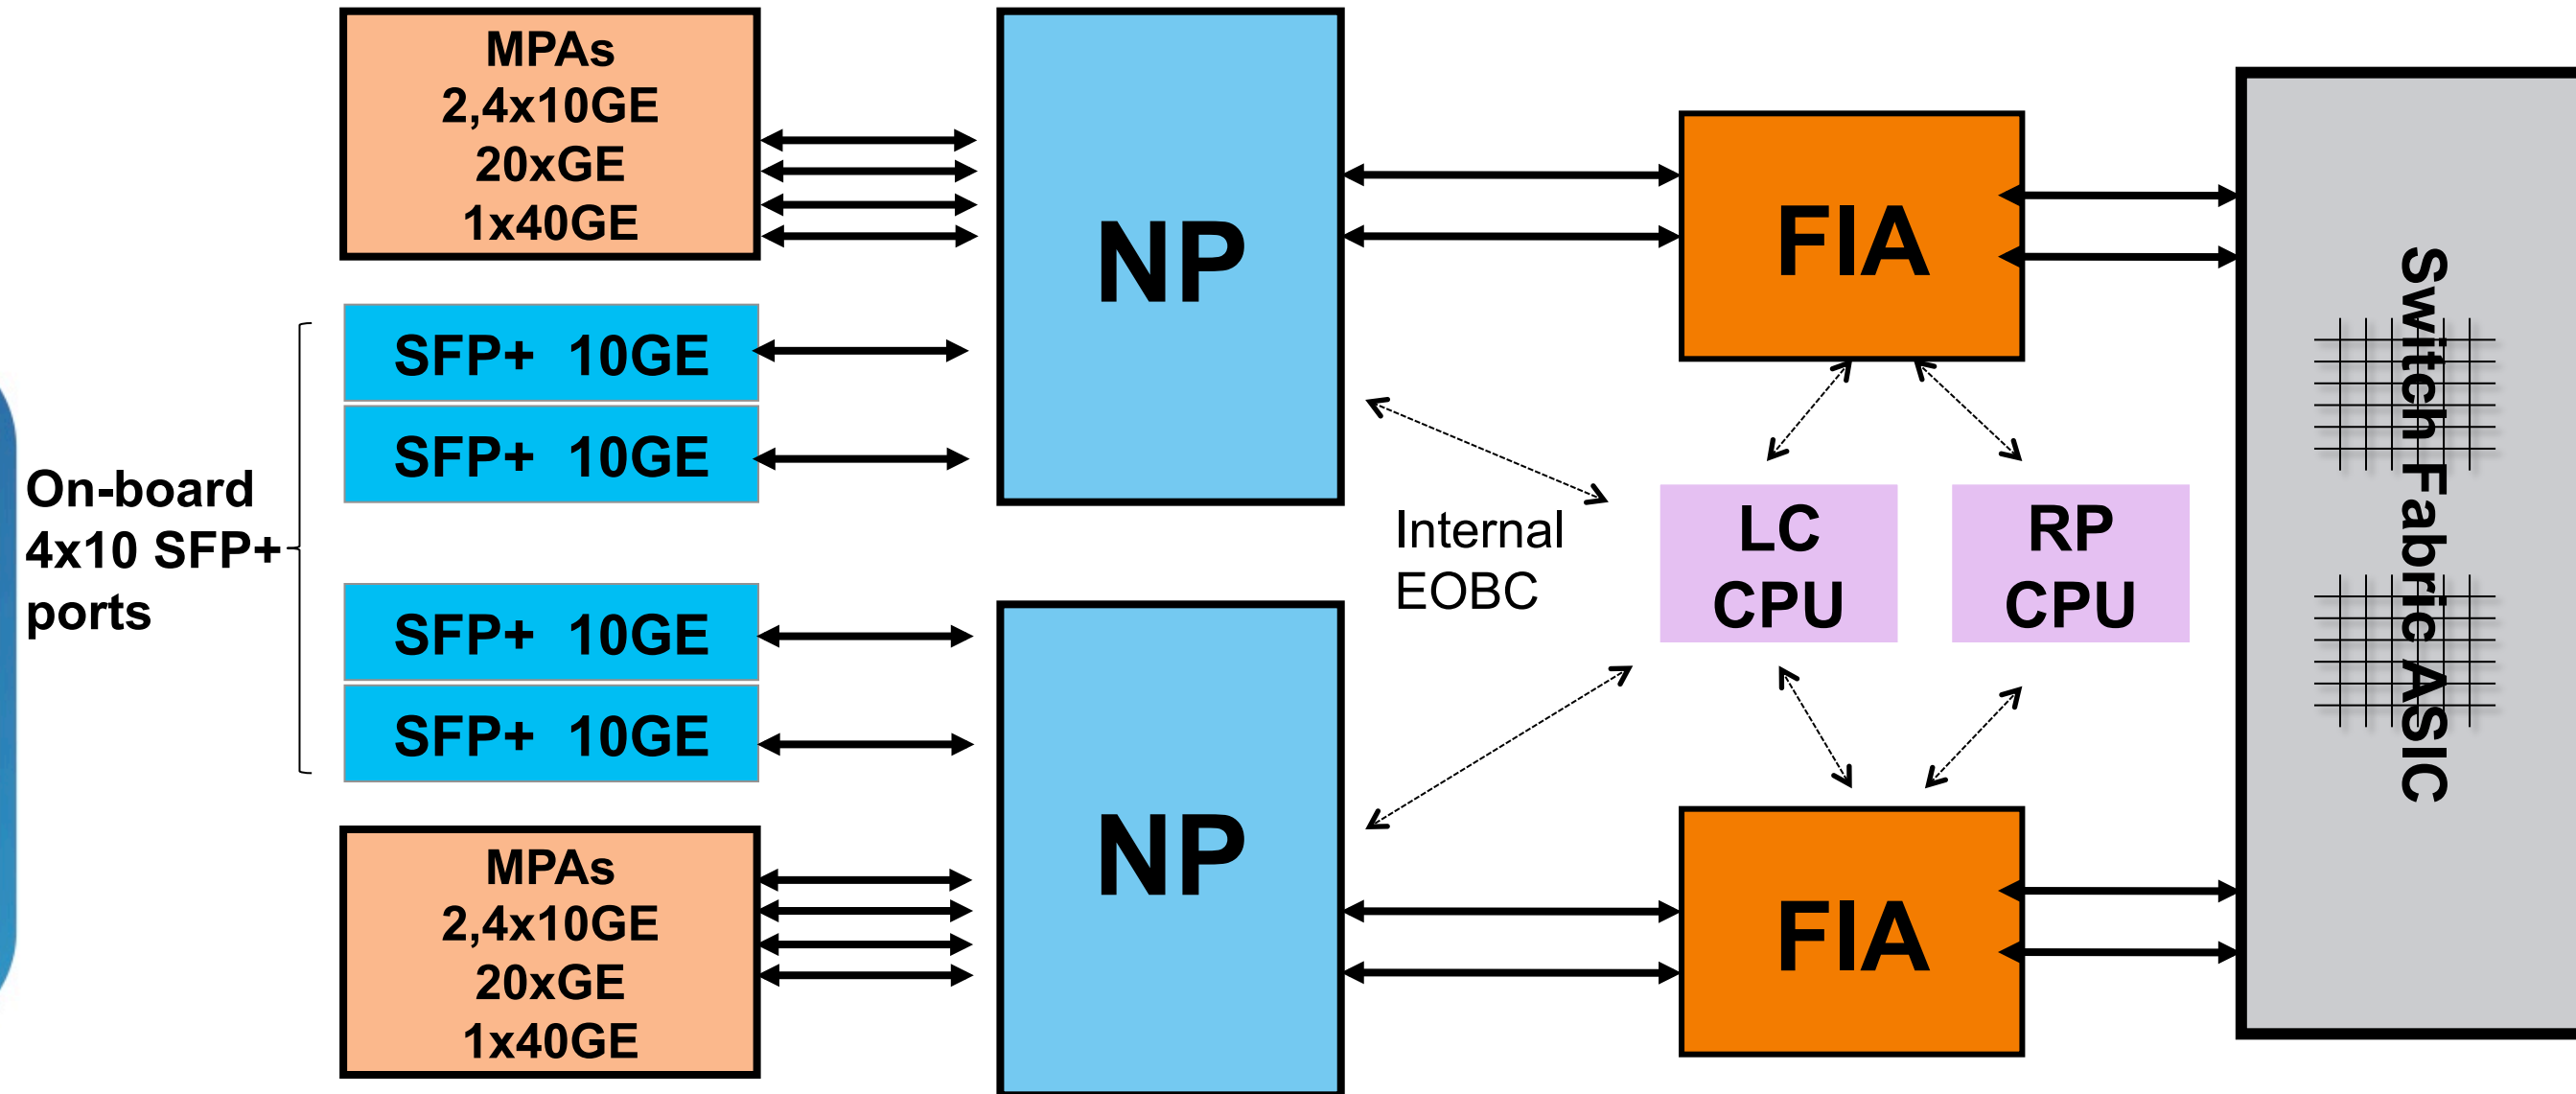 MPAs
2,4x10GE
20xGE
1x40GE
SFP+ 10GE
SFP+ 10GE
On-board
4x10 SFP+
ports
SFP+ 10GE
SFP+ 10GE
MPAs
2,4x10GE
20xGE
1x40GE
NP
NP
Internal
EOBC
FIA
LC
CPU
RP
CPU
FIA
Switch Fabric ASIC